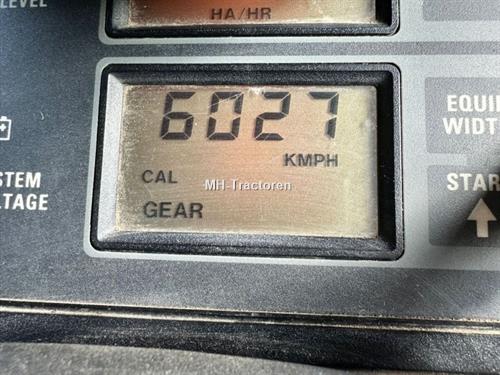 LEVEL
HA/HR
6027
KMPH
CAL
MH-Tractoren
GEAR
STEM
LTAGE
EQUI
WIDT
STAR